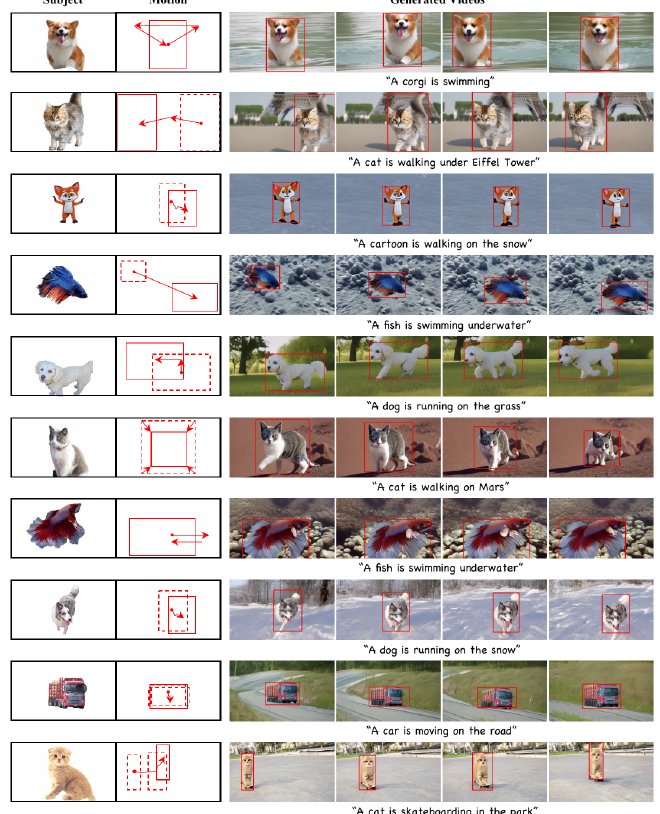 Subject Motion Generated Videos
"A corgi is swimming"
"A cat is walking under Eiffel Tower"
"A cartoon is walking on the snow"
"A fish is swimming underwater"
"A dog is running on the grass"
"A cat is walking on Mars"
"A fish is swimming underwater"
"A dog is running on the snow"
"A car is moving on the road"
"A cat is skateboarding in the park"